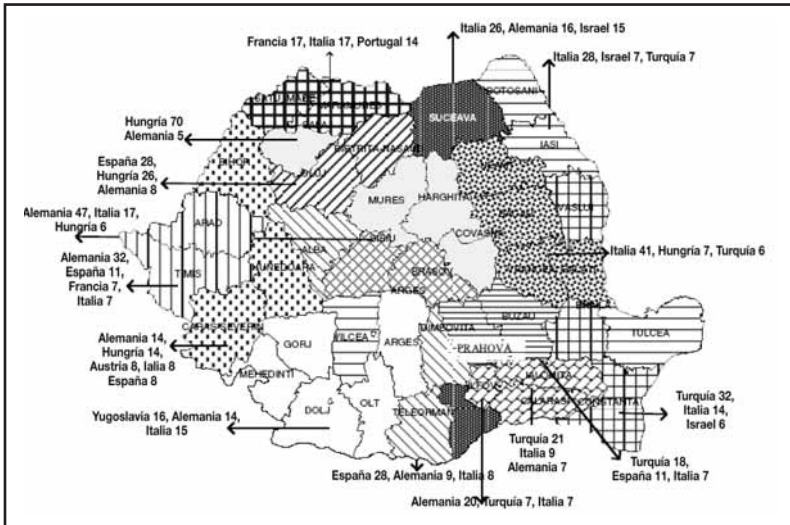 Italia 26, Alemania 16, Israel 15
Francia 17, Italia 17, Portugal 14
Italia 28, Israel 7, Turquía 7
BOTOSANI
SUCEAVA
Hungría 70
Alemania 5
IASI
BIHOR
España 28,
Hungría 26,
Alemania 8
CLUJ
MURES
HARGHITA
VASLUI
Alemania 47, Italia 17,
Hungría 6
ARAD
SIBIU
COVASNA
ALBA
Italia 41, Hungría 7, Turquía 6
Alemania 32,
España 11,
Francia 7,
Italia 7
TIMIS
HUNEDOARA
BRASOV
ARGES
BUZAU
TULCEA
CARAS-SEVERIN
Alemania 14,
Hungría 14,
Austria 8, Ialia 8
España 8
GORJ
VILCEA
ARGES
DIMBOVITA
PRAHOVA
MEHEDINTI
IALOMITA
CALARASI
CONSTANTA
OLT
DOLJ
TELEORMAN
Turquía 32,
Italia 14,
Israel 6
Yugoslavia 16, Alemania 14,
Italia 15
Turquía 21
Italia 9
Alemania 7
Turquía 18,
España 11, Italia 7
España 28, Alemania 9, Italia 8
Alemania 20, Turquía 7, Italia 7